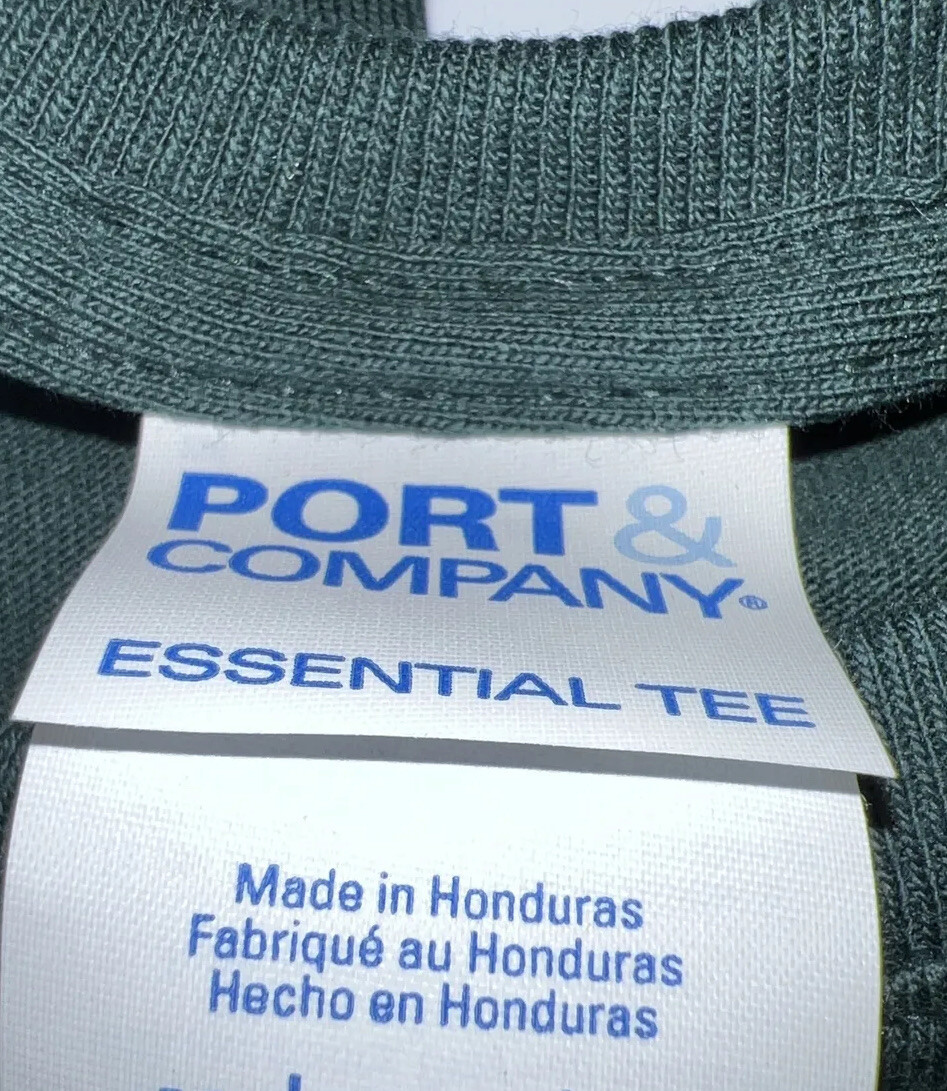 PORT &
COMPANY®
ESSENTIAL TEE
Made in Honduras
Fabriqué au Honduras
Hecho en Honduras